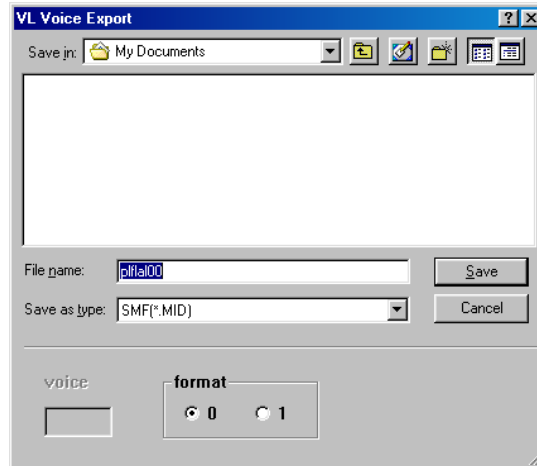 VL Voice Export
Save in: My Documents
File name: plflal00
Save
Save as type: SMF(*.MID)
Cancel
voice
format
0 1